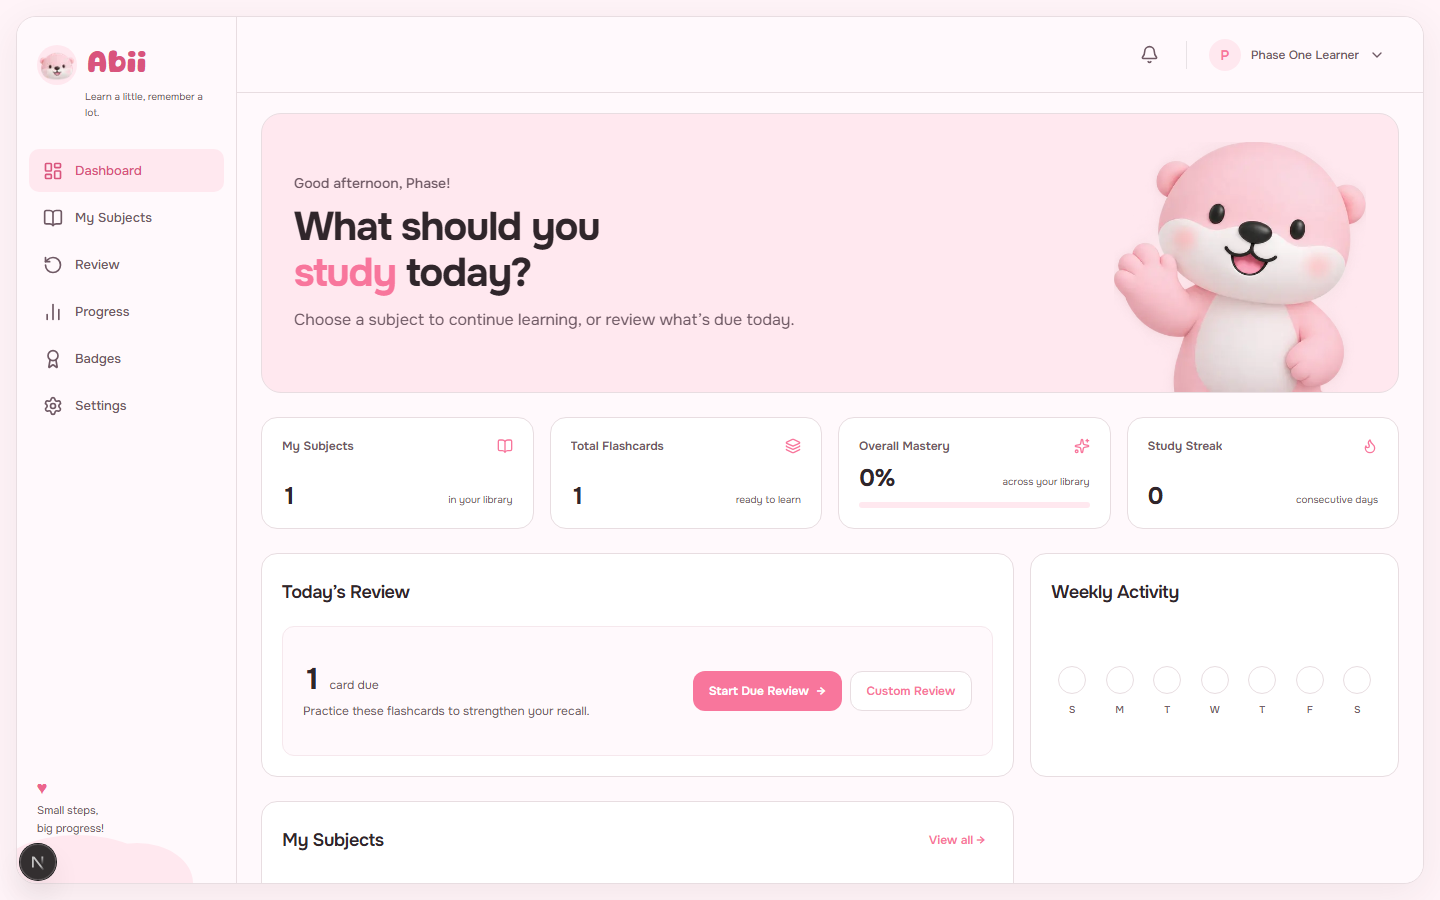 Abii
Learn a little, remember a
lot.
Dashboard
My Subjects
Review
Progress
Badges
Settings
♥
Small steps,
big progress!
N
P
Phase One Learner
Good afternoon, Phase!
What should you
study today?
Choose a subject to continue learning, or review what’s due today.
My Subjects
1
in your library
Total Flashcards
1
ready to learn
Overall Mastery
0%
across your library
Study Streak
0
consecutive days
Today’s Review
1 card due
Practice these flashcards to strengthen your recall.
Start Due Review →
Custom Review
Weekly Activity
S M T W T F S
My Subjects
View all →